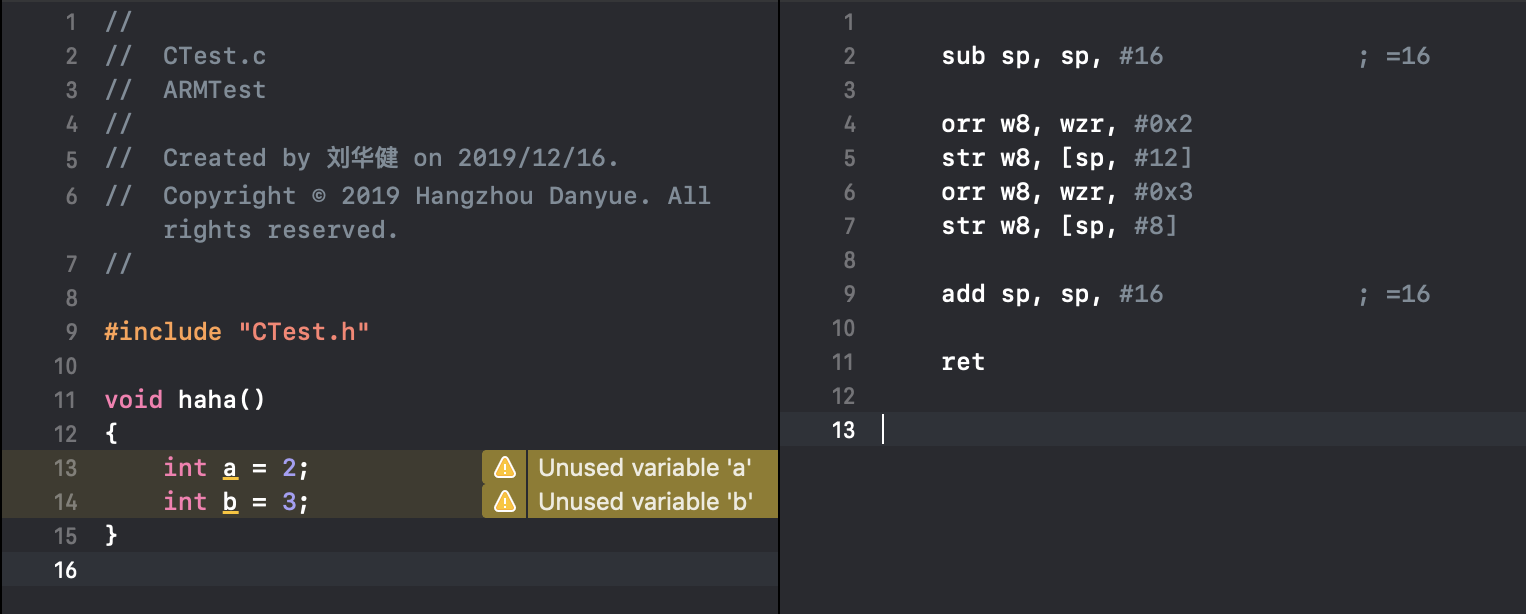 1 //
2 //  CTest.c
3 //  ARMTest
4 //
5 //  Created by 刘华健 on 2019/12/16.
6 //  Copyright © 2019 Hangzhou Danyue. All
rights reserved.
7 //
8
9 #include "CTest.h"
10
11 void haha()
12 {
13     int a = 2; Unused variable 'a'
14     int b = 3; Unused variable 'b'
15 }
16
1
2 sub sp, sp, #16 ; =16
3
4 orr w8, wzr, #0x2
5 str w8, [sp, #12]
6 orr w8, wzr, #0x3
7 str w8, [sp, #8]
8
9 add sp, sp, #16 ; =16
10
11 ret
12
13